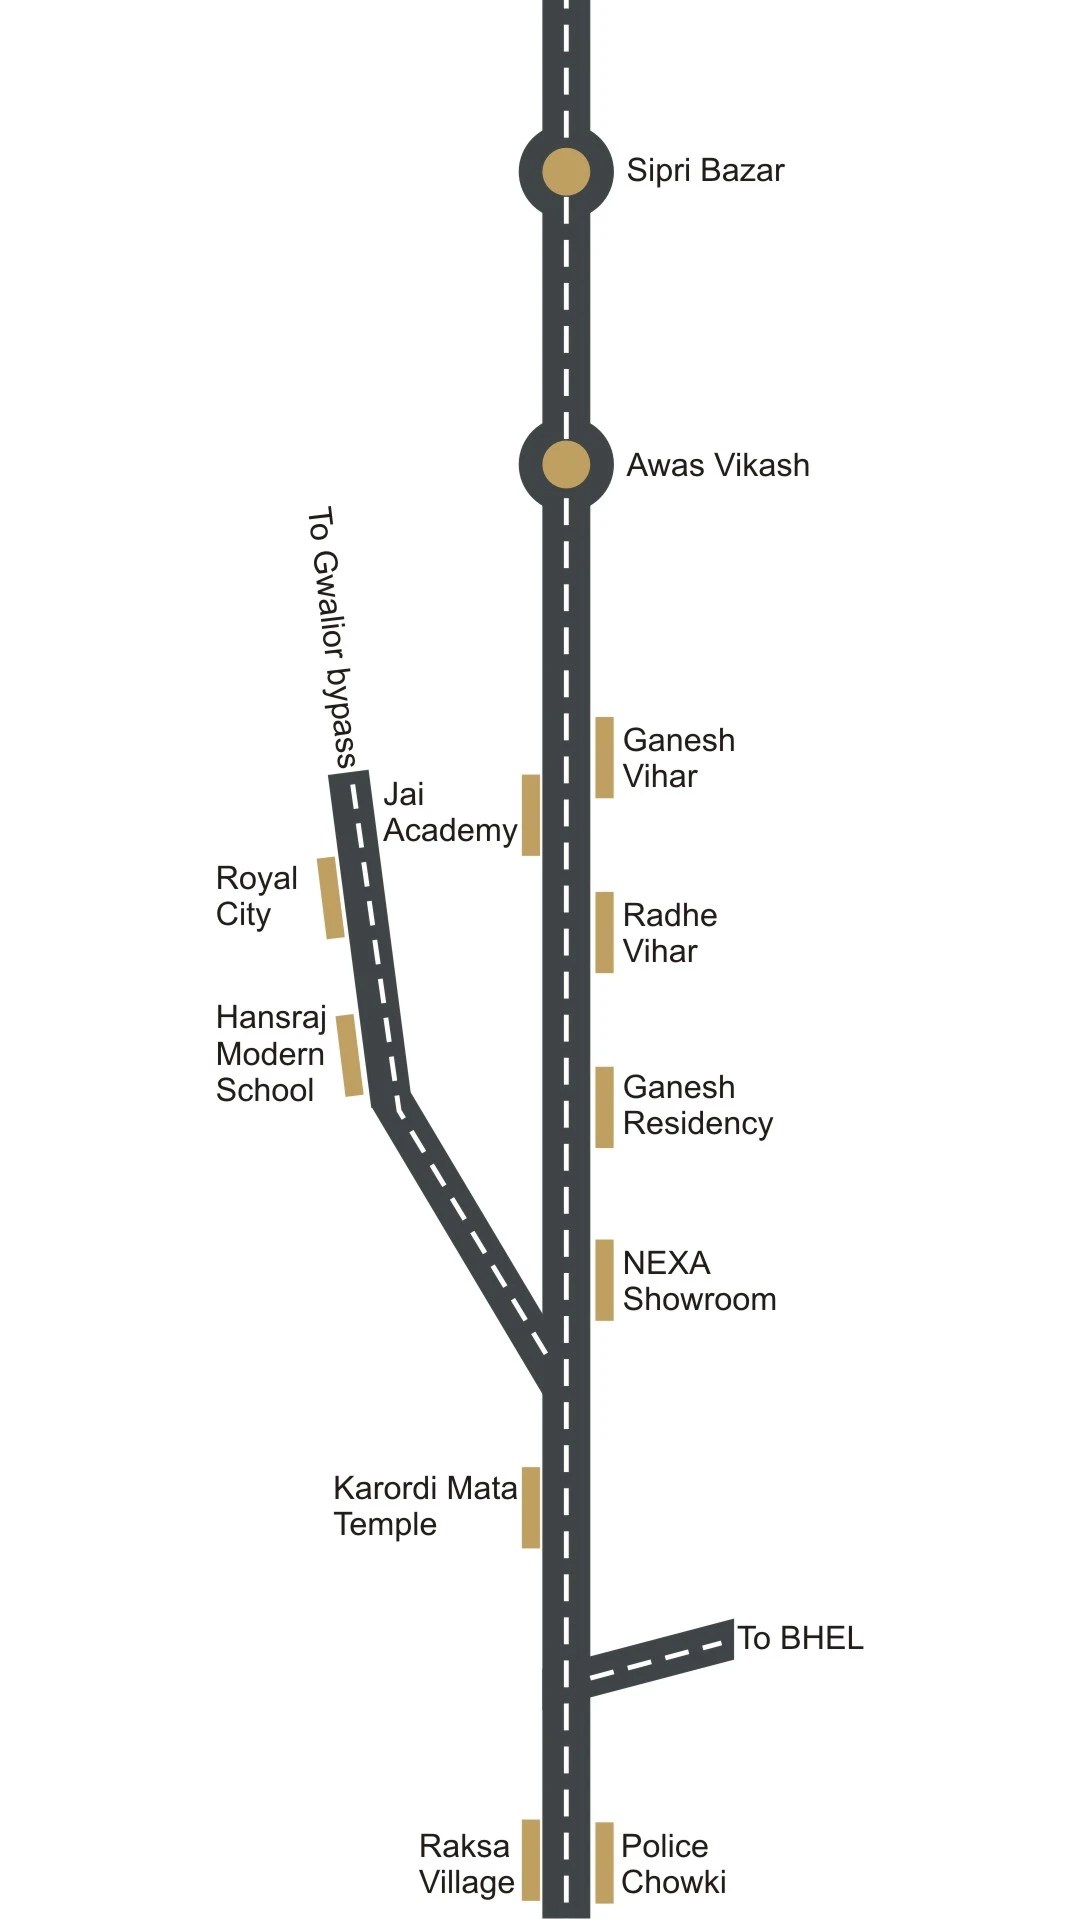 Sipri Bazar
Awas Vikash
To Gwalior bypass
Ganesh
Vihar
Jai
Academy
Royal
City
Radhe
Vihar
Hansraj
Modern
School
Ganesh
Residency
NEXA
Showroom
Karordi Mata
Temple
To BHEL
Raksa
Village
Police
Chowki